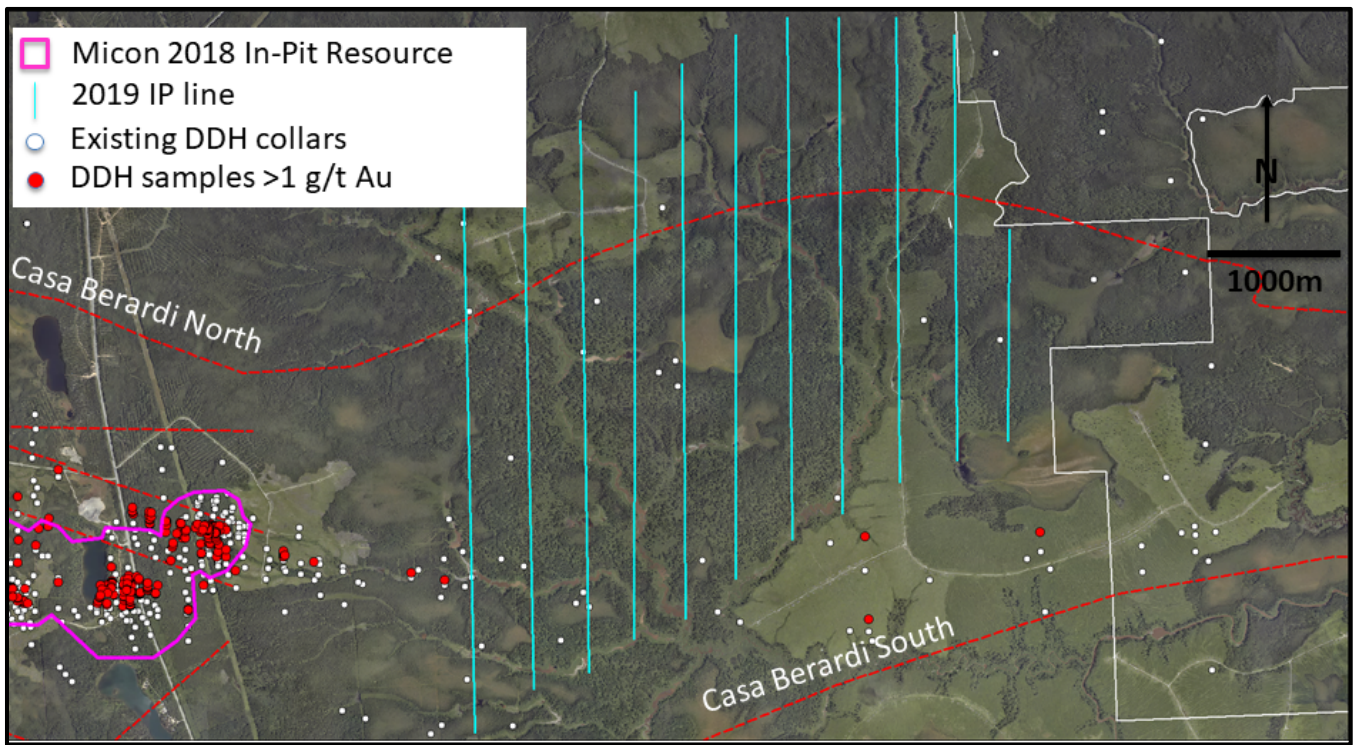 Micon 2018 In-Pit Resource
2019 IP line
Existing DDH collars
DDH samples >1 g/t Au
N
1000m
Casa Berardi North
Casa Berardi South